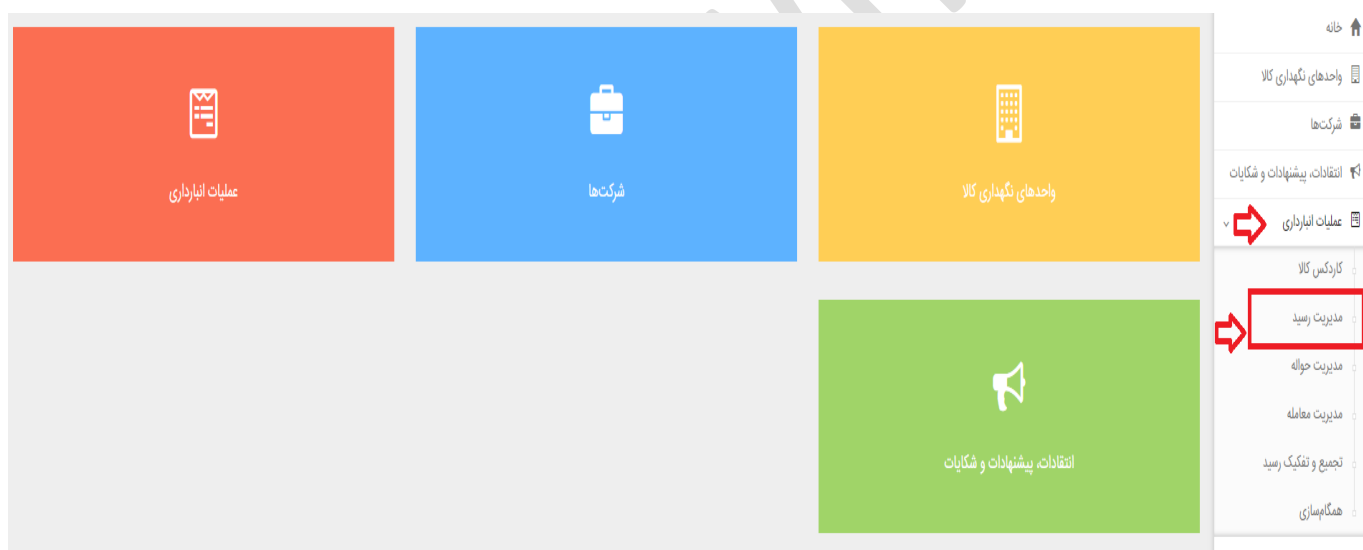 خانه
واحدهای نگهداری کالا
شرکت‌ها
انتقادات، پیشنهادات و شکایات
عملیات انبارداری
کاردکس کالا
مدیریت رسید
مدیریت حواله
مدیریت معامله
تجمیع و تفکیک رسید
همگام‌سازی
واحدهای نگهداری کالا
شرکت‌ها
عملیات انبارداری
انتقادات، پیشنهادات و شکایات